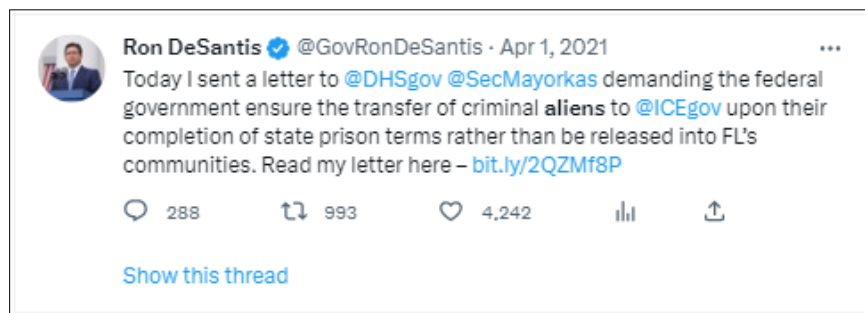 Ron DeSantis @GovRonDeSantis · Apr 1, 2021
Today I sent a letter to @DHSgov @SecMayorkas demanding the federal
government ensure the transfer of criminal aliens to @ICEgov upon their
completion of state prison terms rather than be released into FL's
communities. Read my letter here – bit.ly/2QZMf8P
288 993 4,242
Show this thread